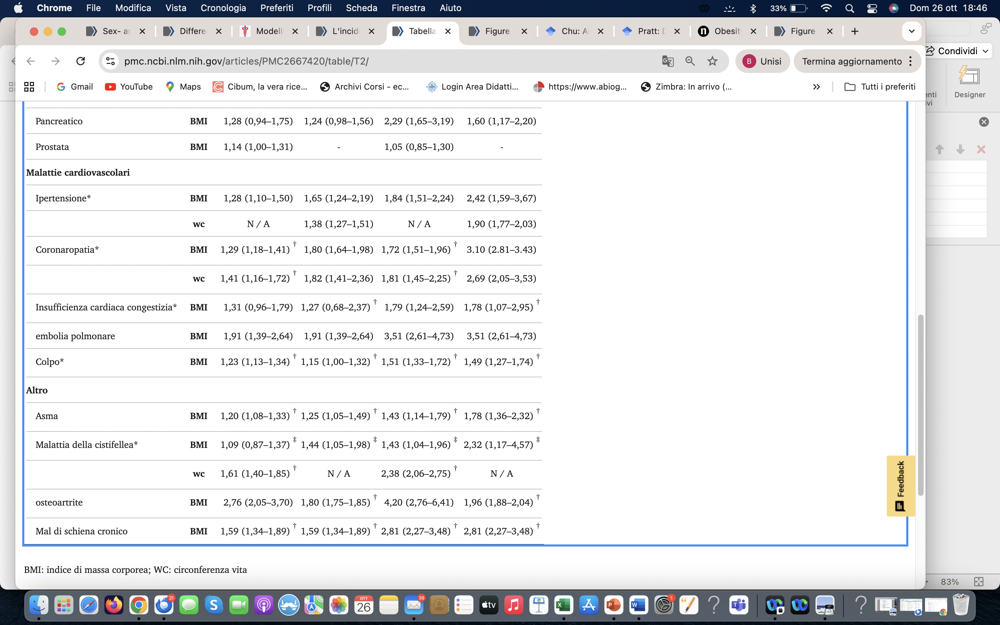 Chrome File Modifica Vista Cronologia Preferiti Profili Scheda Finestra Aiuto 33% Dom 26 ott 18:46
Sex- ar Differe Modell L'incid Tabella Figure Chu: A Pratt: D Obesit Figure
pmc.ncbi.nlm.nih.gov/articles/PMC2667420/table/T2/ B Unisi Termina aggiornamento Condividi
Gmail YouTube Maps Cibum, la vera rice... Archivi Corsi - ec... Login Area Didatti... https://www.abiog... Zimbra: In arrivo (... » Tutti i preferiti
enti Designer
ivi
Pancreatico BMI 1,28 (0,94–1,75) 1,24 (0,98–1,56) 2,29 (1,65–3,19) 1,60 (1,17–2,20)
Prostata BMI 1,14 (1,00–1,31) - 1,05 (0,85–1,30) -
Malattie cardiovascolari
Ipertensione* BMI 1,28 (1,10–1,50) 1,65 (1,24–2,19) 1,84 (1,51–2,24) 2,42 (1,59–3,67)
wc N / A 1,38 (1,27–1,51) N / A 1,90 (1,77–2,03)
Coronaropatia* BMI 1,29 (1,18–1,41) † 1,80 (1,64–1,98) 1,72 (1,51–1,96) † 3.10 (2.81–3.43)
wc 1,41 (1,16–1,72) † 1,82 (1,41–2,36) 1,81 (1,45–2,25) † 2,69 (2,05–3,53)
Insufficienza cardiaca congestizia* BMI 1,31 (0,96–1,79) 1,27 (0,68–2,37) † 1,79 (1,24–2,59) 1,78 (1,07–2,95) †
embolia polmonare BMI 1,91 (1,39–2,64) 1,91 (1,39–2,64) 3,51 (2,61–4,73) 3,51 (2,61–4,73)
Colpo* BMI 1,23 (1,13–1,34) † 1,15 (1,00–1,32) † 1,51 (1,33–1,72) † 1,49 (1,27–1,74) †
Altro
Asma BMI 1,20 (1,08–1,33) † 1,25 (1,05–1,49) † 1,43 (1,14–1,79) † 1,78 (1,36–2,32) †
Malattia della cistifellea* BMI 1,09 (0,87–1,37) ‡ 1,44 (1,05–1,98) ‡ 1,43 (1,04–1,96) ‡ 2,32 (1,17–4,57) ‡
wc 1,61 (1,40–1,85) † N / A 2,38 (2,06–2,75) † N / A
osteoartrite BMI 2,76 (2,05–3,70) 1,80 (1,75–1,85) † 4,20 (2,76–6,41) 1,96 (1,88–2,04) †
Mal di schiena cronico BMI 1,59 (1,34–1,89) † 1,59 (1,34–1,89) † 2,81 (2,27–3,48) † 2,81 (2,27–3,48) †
Feedback
BMI: indice di massa corporea; WC: circonferenza vita
83%
21 OTT 26 39 tv 1